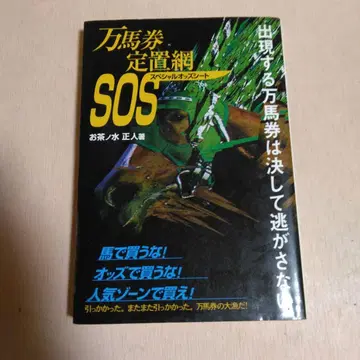 万馬券
定置網
スペシャルオッズシート
SOS
お茶ノ水 正人著
出現する万馬券は決して逃がさない!
馬で買うな!
オッズで買うな!
人気ゾーンで買え!
引っかかった。またまた引っかかった。万馬券の大漁だ!